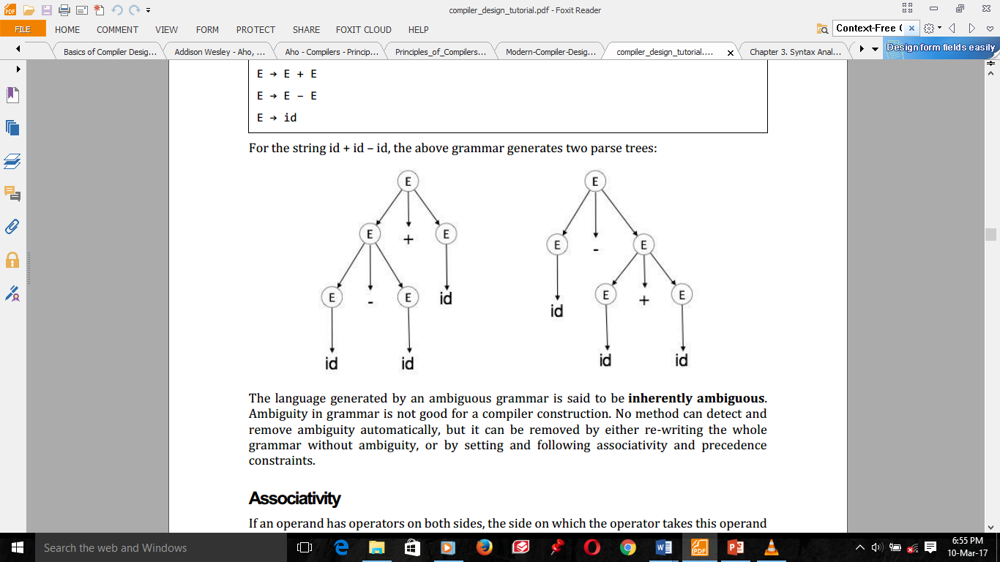 compiler_design_tutorial.pdf - Foxit Reader
FILE HOME COMMENT VIEW FORM PROTECT SHARE FOXIT CLOUD HELP Context-Free (
Basics of Compiler Desig... Addison Wesley - Aho, ... Aho - Compilers - Princip... Principles_of_Compilers... Modern-Compiler-Desig... compiler_design_tutorial.... Chapter 3. Syntax Anal... Design form fields easily
E → E + E
E → E – E
E → id
For the string id + id – id, the above grammar generates two parse trees:
E E
E + E
E - E
E - E id
id
E + E
id id
id id
The language generated by an ambiguous grammar is said to be inherently ambiguous.
Ambiguity in grammar is not good for a compiler construction. No method can detect and
remove ambiguity automatically, but it can be removed by either re-writing the whole
grammar without ambiguity, or by setting and following associativity and precedence
constraints.
Associativity
If an operand has operators on both sides, the side on which the operator takes this operand
Search the web and Windows
6:55 PM
10-Mar-17